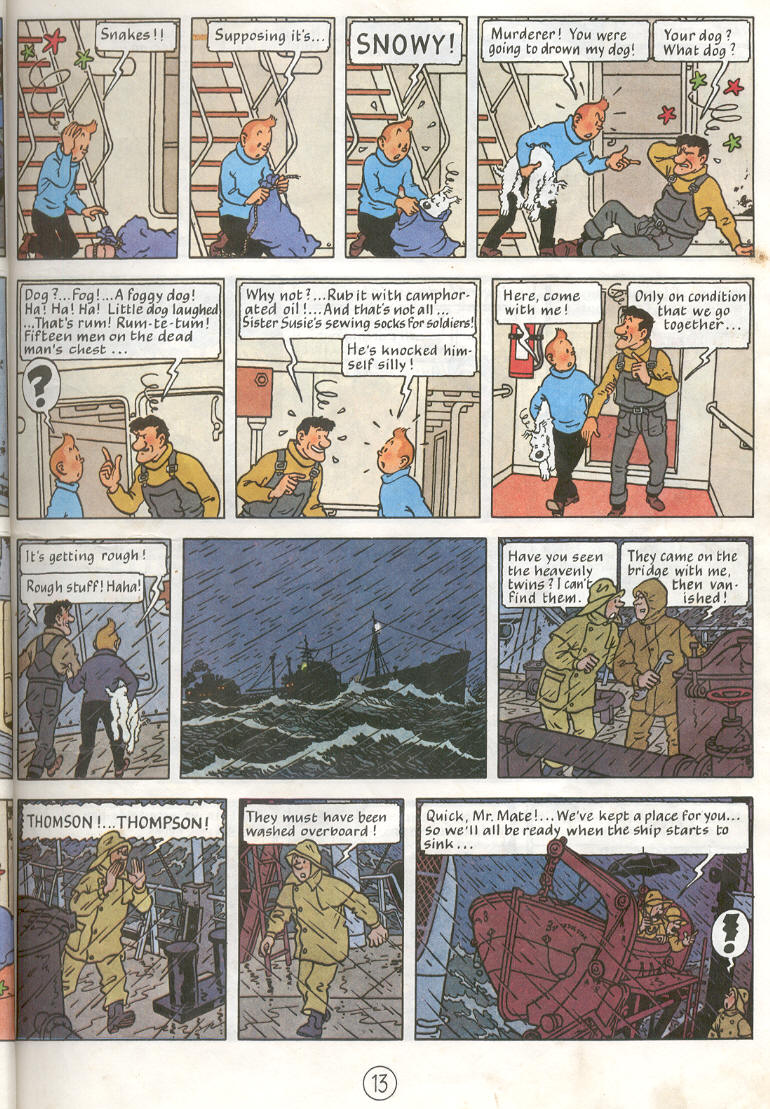 Snakes!!
Supposing it's...
SNOWY!
Murderer! You were
going to drown my dog!
Your dog?
What dog?
Dog?...Fog!...A foggy dog!
Ha! Ha! Ha! Little dog laughed
...That's rum! Rum-te-tum!
Fifteen men on the dead
man's chest...
?
Why not?...Rub it with camphor-
ated oil!...And that's not all...
Sister Susie's sewing socks for soldiers!
He's knocked him-
self silly!
Here, come
with me!
Only on condition
that we go
together...
It's getting rough!
Rough stuff! Haha!
Have you seen
the heavenly
twins? I can't
find them.
They came on the
bridge with me,
then van-
ished!
THOMSON!...THOMPSON!
They must have been
washed overboard!
Quick, Mr. Mate!...We've kept a place for you...
so we'll all be ready when the ship starts to
sink...
!
13